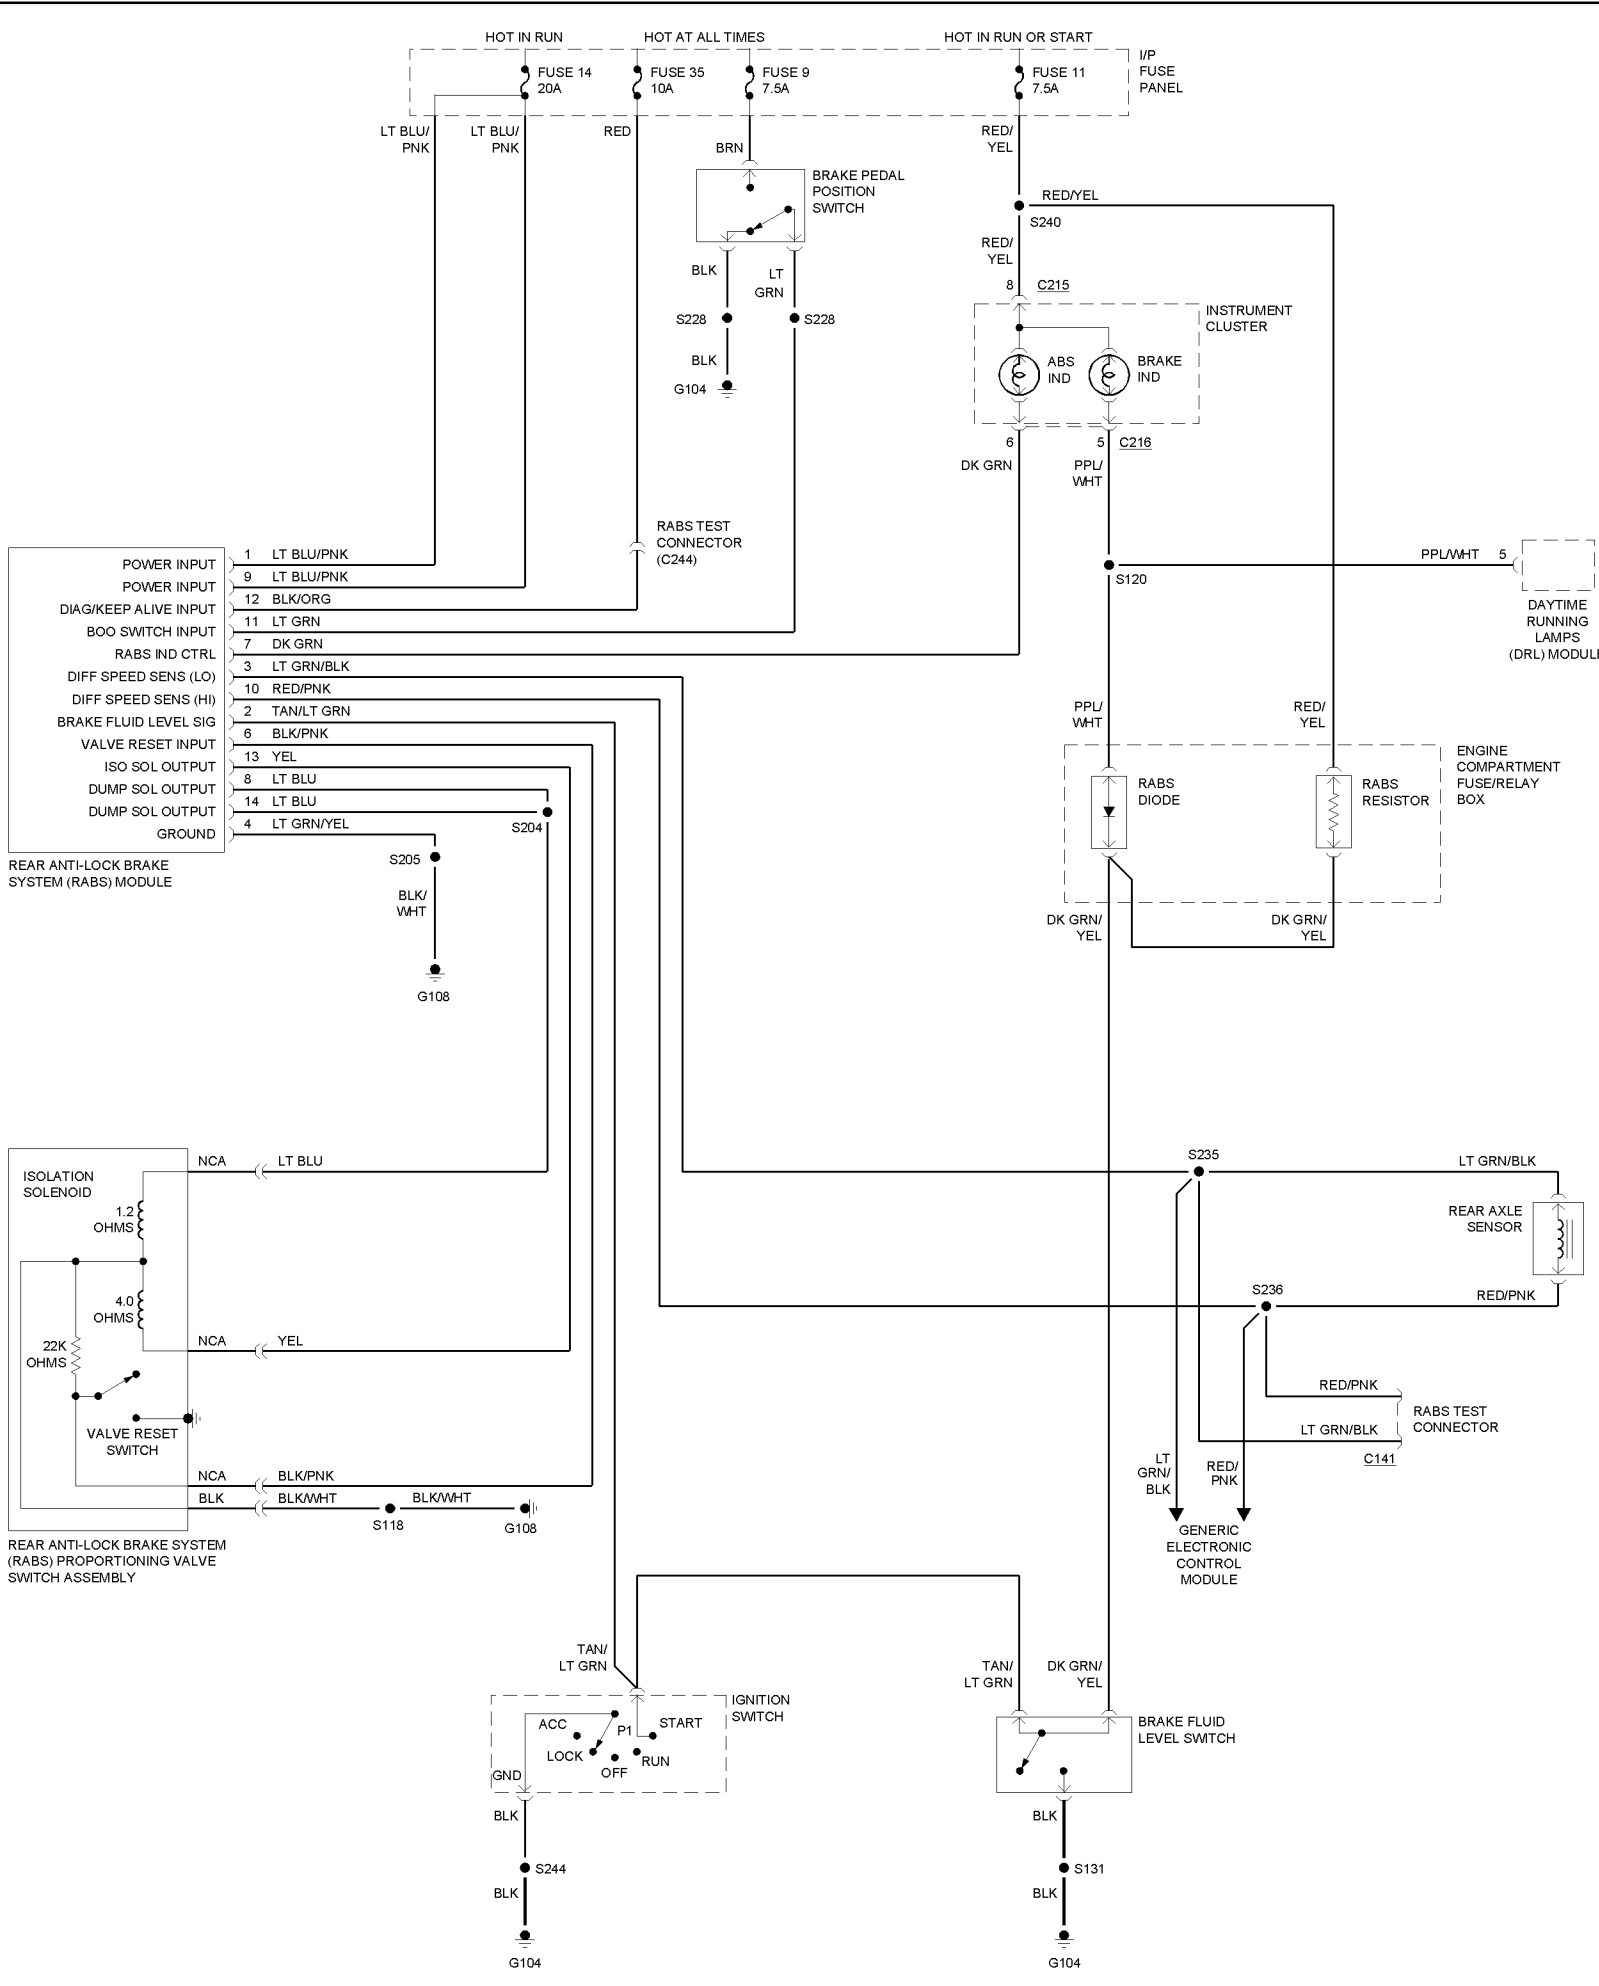 HOT IN RUN
HOT AT ALL TIMES
HOT IN RUN OR START
FUSE 14
20A
FUSE 35
10A
FUSE 9
7.5A
FUSE 11
7.5A
I/P
FUSE
PANEL
LT BLU/
PNK
LT BLU/
PNK
RED
BRN
RED/
YEL
BRAKE PEDAL
POSITION
SWITCH
RED/YEL
S240
RED/
YEL
BLK
LT
GRN
8
C215
S228
S228
INSTRUMENT
CLUSTER
BLK
G104
ABS
IND
BRAKE
IND
6
5
C216
DK GRN
PPL/
WHT
RABS TEST
CONNECTOR
(C244)
PPL/WHT
5
S120
DAYTIME
RUNNING
LAMPS
(DRL) MODULE
POWER INPUT
1
LT BLU/PNK
POWER INPUT
9
LT BLU/PNK
DIAG/KEEP ALIVE INPUT
12
BLK/ORG
BOO SWITCH INPUT
11
LT GRN
RABS IND CTRL
7
DK GRN
DIFF SPEED SENS (LO)
3
LT GRN/BLK
DIFF SPEED SENS (HI)
10
RED/PNK
BRAKE FLUID LEVEL SIG
2
TAN/LT GRN
VALVE RESET INPUT
6
BLK/PNK
ISO SOL OUTPUT
13
YEL
DUMP SOL OUTPUT
8
LT BLU
DUMP SOL OUTPUT
14
LT BLU
GROUND
4
LT GRN/YEL
REAR ANTI-LOCK BRAKE
SYSTEM (RABS) MODULE
S204
S205
BLK/
WHT
G108
PPL/
WHT
RED/
YEL
RABS
DIODE
RABS
RESISTOR
ENGINE
COMPARTMENT
FUSE/RELAY
BOX
DK GRN/
YEL
DK GRN/
YEL
ISOLATION
SOLENOID
NCA
LT BLU
1.2
OHMS
4.0
OHMS
22K
OHMS
NCA
YEL
VALVE RESET
SWITCH
NCA
BLK/PNK
BLK
BLK/WHT
BLK/WHT
S118
G108
REAR ANTI-LOCK BRAKE SYSTEM
(RABS) PROPORTIONING VALVE
SWITCH ASSEMBLY
S235
LT GRN/BLK
REAR AXLE
SENSOR
S236
RED/PNK
RED/PNK
RABS TEST
CONNECTOR
LT GRN/BLK
C141
LT
GRN/
BLK
RED/
PNK
GENERIC
ELECTRONIC
CONTROL
MODULE
TAN/
LT GRN
TAN/
LT GRN
DK GRN/
YEL
IGNITION
SWITCH
ACC
P1
START
LOCK
OFF
RUN
GND
BRAKE FLUID
LEVEL SWITCH
BLK
S244
BLK
G104
BLK
S131
BLK
G104